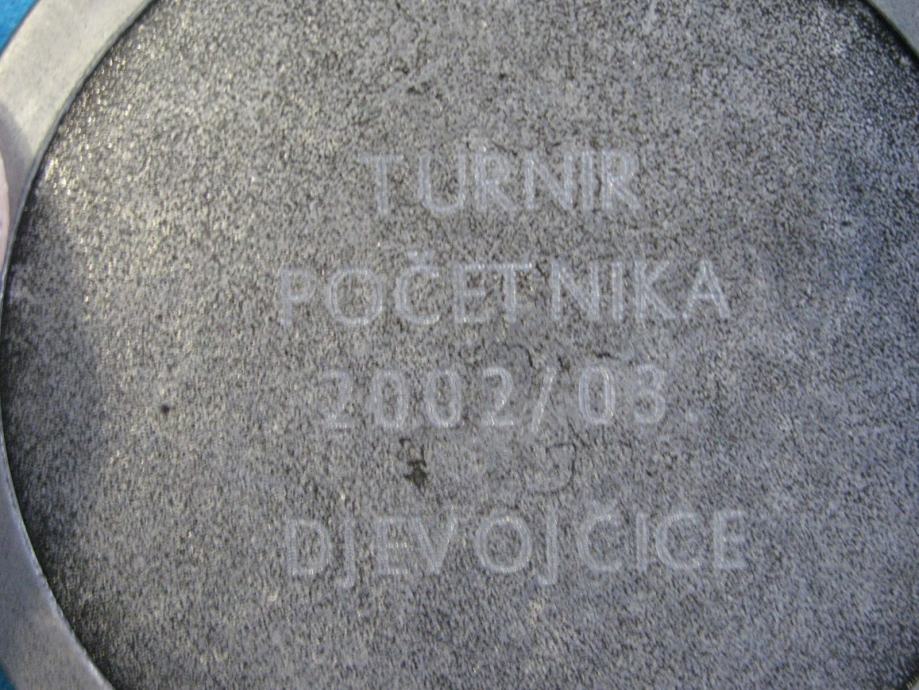 TURNIR
POČETNIKA
2002/03.
DJEVOJČICE